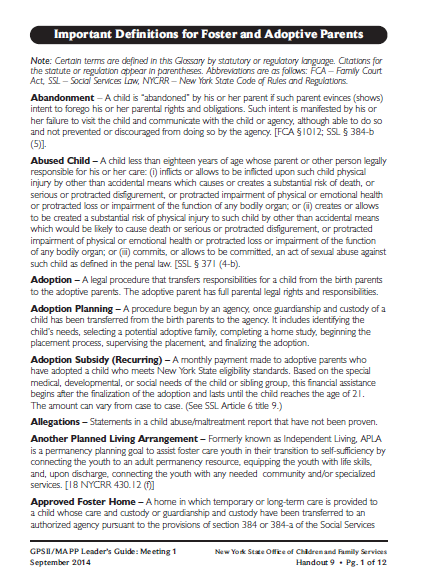 Important Definitions for Foster and Adoptive Parents
Note: Certain terms are defined in this Glossary by statutory or regulatory language. Citations for
the statute or regulation appear in parentheses. Abbreviations are as follows: FCA – Family Court
Act, SSL – Social Services Law, NYCRR – New York State Code of Rules and Regulations.
Abandonment – A child is "abandoned" by his or her parent if such parent evinces (shows)
intent to forego his or her parental rights and obligations. Such intent is manifested by his or
her failure to visit the child and communicate with the child or agency, although able to do so
and not prevented or discouraged from doing so by the agency. [FCA §1012; SSL § 384-b
(5)].
Abused Child – A child less than eighteen years of age whose parent or other person legally
responsible for his or her care: (i) inflicts or allows to be inflicted upon such child physical
injury by other than accidental means which causes or creates a substantial risk of death, or
serious or protracted disfigurement, or protracted impairment of physical or emotional health
or protracted loss or impairment of the function of any bodily organ; or (ii) creates or allows
to be created a substantial risk of physical injury to such child by other than accidental means
which would be likely to cause death or serious or protracted disfigurement, or protracted
impairment of physical or emotional health or protracted loss or impairment of the function
of any bodily organ; or (iii) commits, or allows to be committed, an act of sexual abuse against
such child as defined in the penal law. [SSL § 371 (4-b).
Adoption – A legal procedure that transfers responsibilities for a child from the birth parents
to the adoptive parents. The adoptive parent has full parental legal rights and responsibilities.
Adoption Planning – A procedure begun by an agency, once guardianship and custody of a
child has been transferred from the birth parents to the agency. It includes identifying the
child's needs, selecting a potential adoptive family, completing a home study, beginning the
placement process, supervising the placement, and finalizing the adoption.
Adoption Subsidy (Recurring) – A monthly payment made to adoptive parents who
have adopted a child who meets New York State eligibility standards. Based on the special
medical, developmental, or social needs of the child or sibling group, this financial assistance
begins after the finalization of the adoption and lasts until the child reaches the age of 21.
The amount can vary from case to case. (See SSL Article 6 title 9.)
Allegations – Statements in a child abuse/maltreatment report that have not been proven.
Another Planned Living Arrangement – Formerly known as Independent Living, APLA
is a permanency planning goal to assist foster care youth in their transition to self-sufficiency by
connecting the youth to an adult permanency resource, equipping the youth with life skills,
and, upon discharge, connecting the youth with any needed community and/or specialized
services. [18 NYCRR 430.12 (f)]
Approved Foster Home – A home in which temporary or long-term care is provided to
a child whose care and custody or guardianship and custody have been transferred to an
authorized agency pursuant to the provisions of section 384 or 384-a of the Social Services
GPSII/MAPP Leader's Guide: Meeting 1
New York State Office of Children and Family Services
September 2014
Handout 9 • Pg. 1 of 12